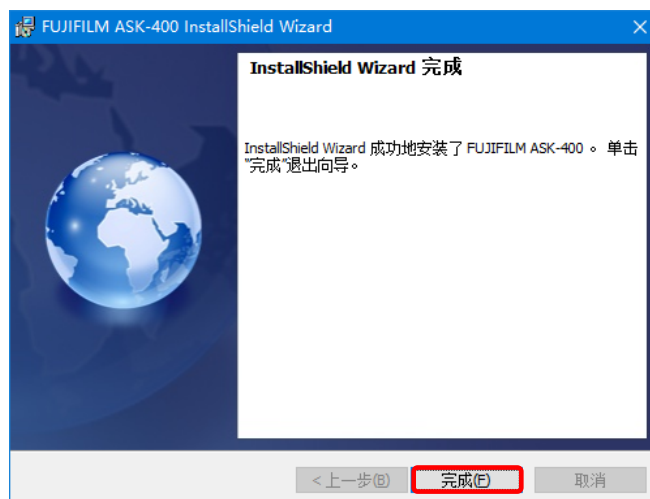 FUJIFILM ASK-400 InstallShield Wizard
InstallShield Wizard 完成
InstallShield Wizard 成功地安装了 FUJIFILM ASK-400 。 单击
“完成”退出向导。
< 上一步(B) 完成(F) 取消